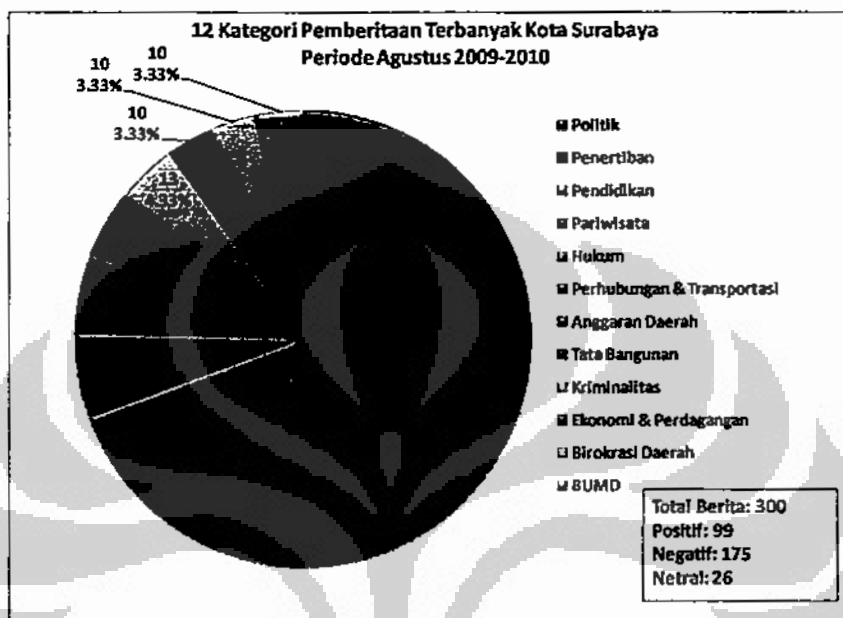 12 Kategori Pemberitaan Terbanyak Kota Surabaya
Periode Agustus 2009-2010
10
3.33%
10
3.33%
10
3.33%
13
4.33%
Politik
Penertiban
Pendidikan
Pariwisata
Hukum
Perhubungan & Transportasi
Anggaran Daerah
Tata Bangunan
Kriminalitas
Ekonomi & Perdagangan
Birokrasi Daerah
BUMD
Total Berita: 300
Positif: 99
Negatif: 175
Netral: 26